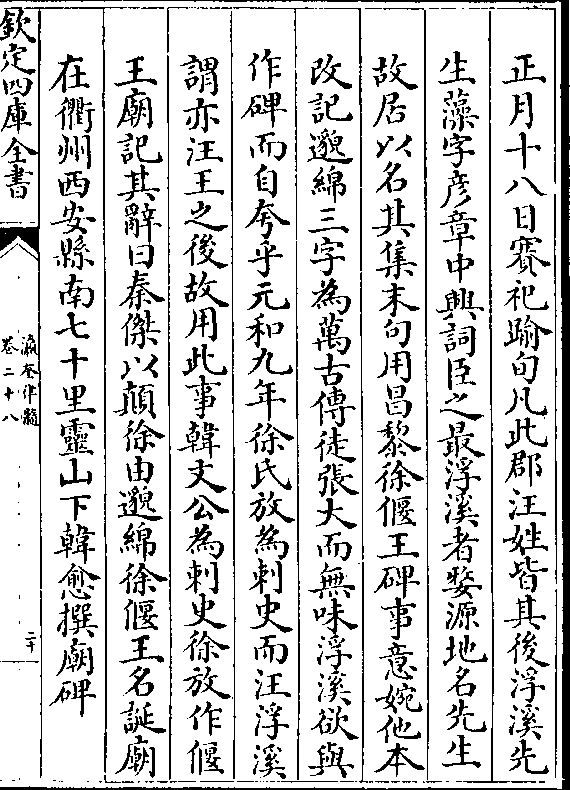 正月十八日賽祀踰旬凡此郡汪姓皆其後浮溪先
生藻字彥章中興詞臣之最浮溪者婺源地名先生
故居以名其集末句用昌黎徐偃王碑事意婉他本
改記邈綿三字為萬古傳徒張大而無味浮溪欲與
作碑而自夸乎元和九年徐氏放為刺史而汪浮溪
謂亦汪王之後故用此事韓文公為刺史徐放作偃
王廟記其辭曰秦傑以顛徐由邈綿徐偃王名誕廟
在衢州西安縣南七十里靈山下韓愈撰廟碑
欽定四庫全書
瀛奎律髓
卷二十八
二十